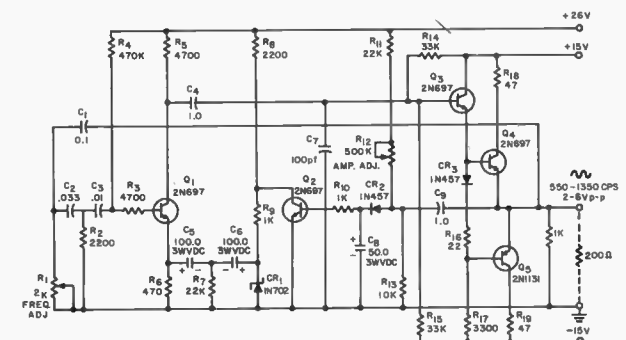 +26V
R4
470K
R5
4700
R8
2200
R11
22K
R14
33K
+15V
C4
1.0
Q3
2N697
R18
47
C1
0.1
C7
100pf
R12
500K
AMP. ADJ.
Q4
2N697
C2
.033
C3
.01
R3
4700
Q1
2N697
Q2
2N697
R10
1K
CR2
1N457
CR3
1N457
C9
1.0
550-1350 CPS
2-6Vp-p
R2
2200
C5
100.0
3WVDC
+ -
C6
100.0
3WVDC
- +
R9
1K
+
-
C8
50.0
3WVDC
R16
22
1K
200Ω
R1
2K
FREQ.
ADJ
R6
470
R7
22K
CR1
1N702
R13
10K
Q5
2N1131
R15
33K
R17
3300
R19
47
-15V